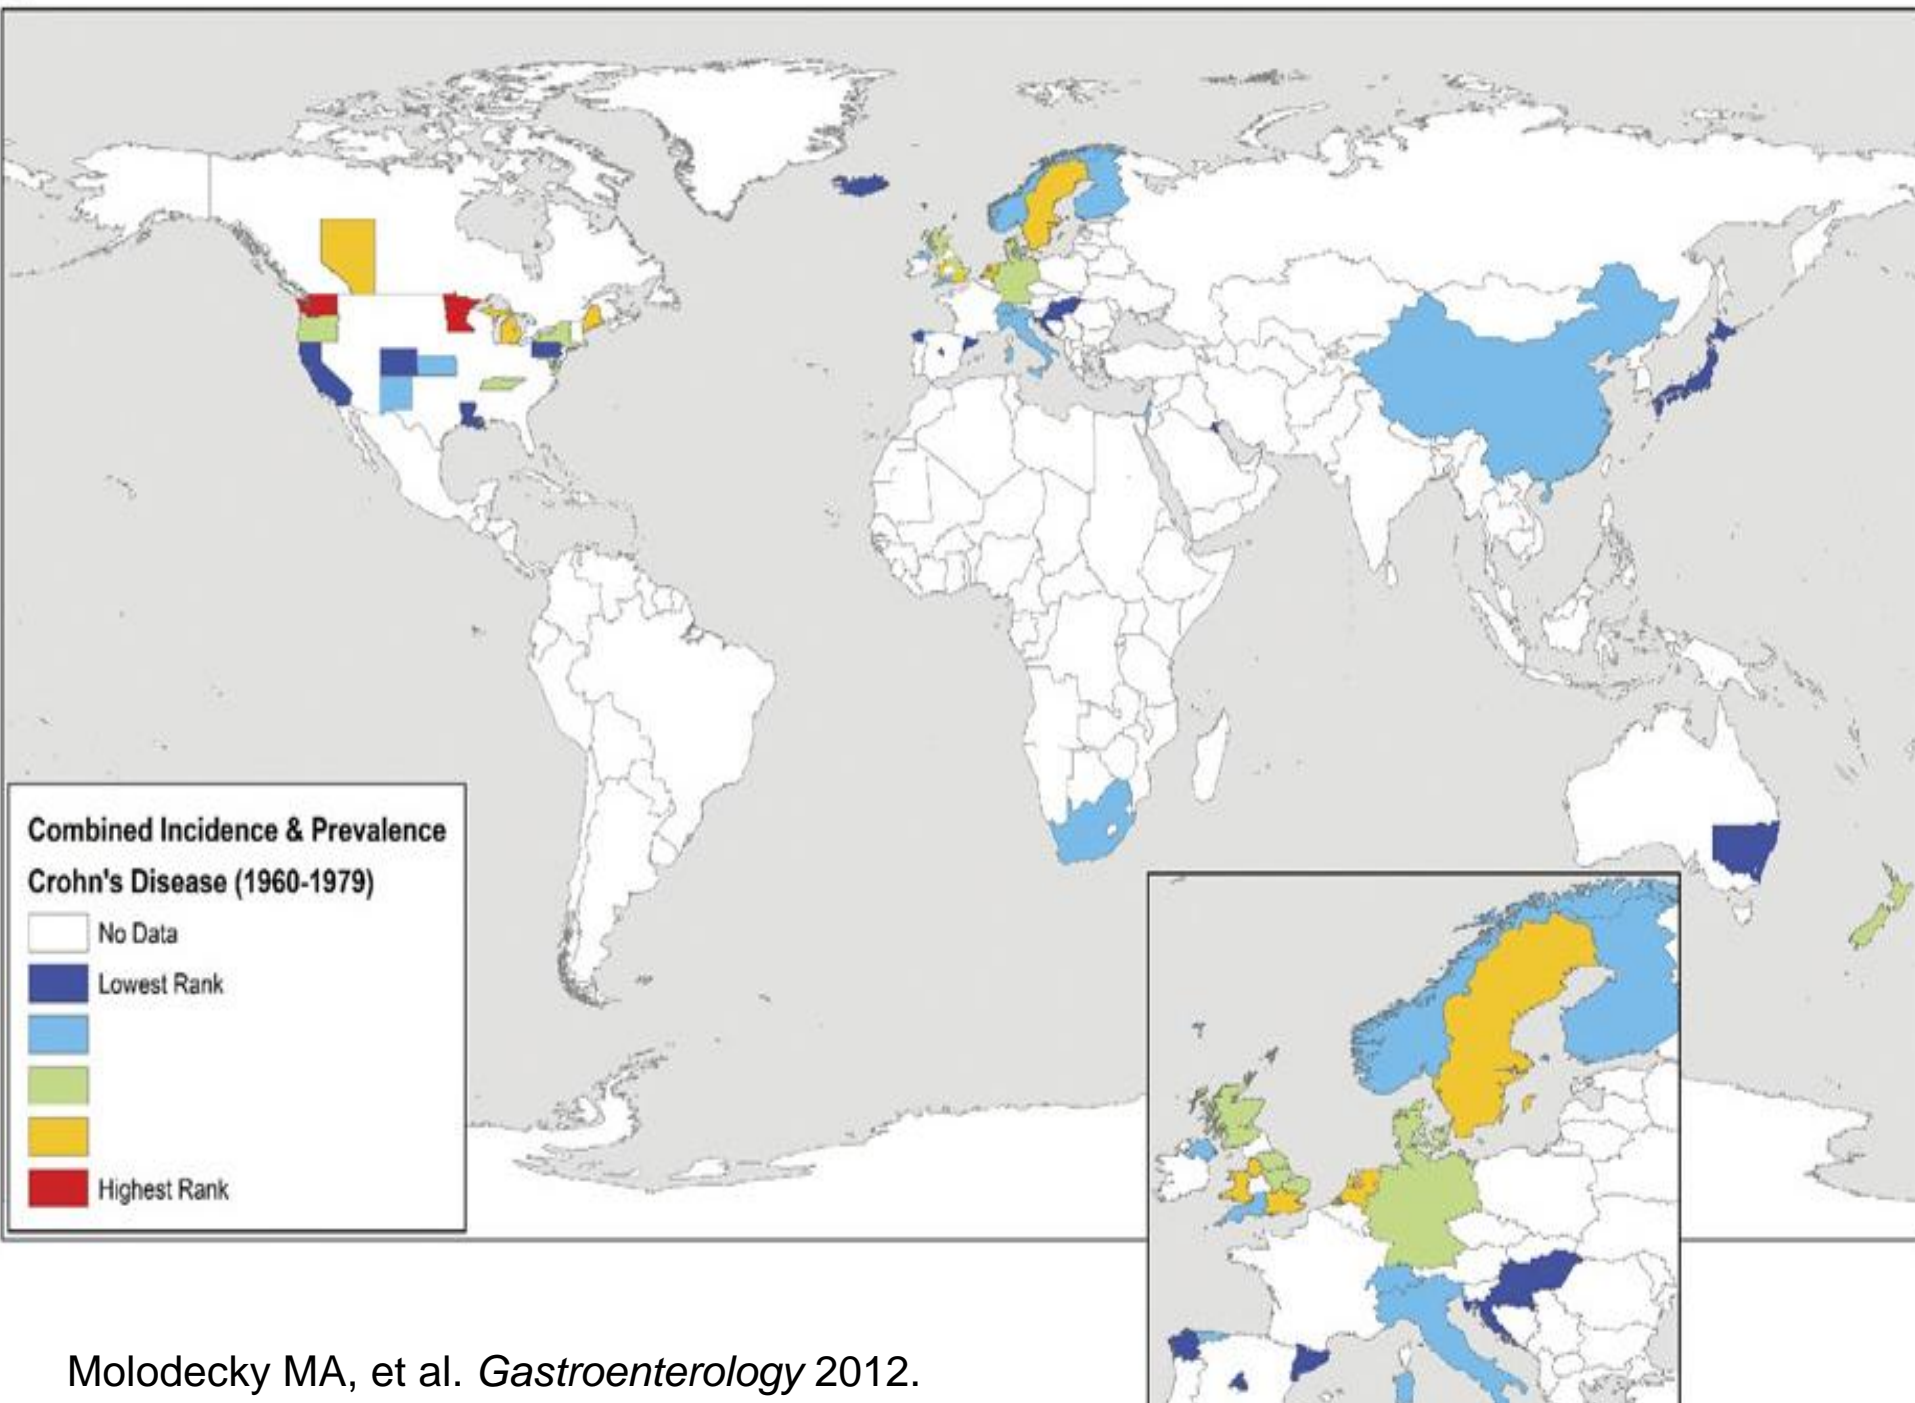 Combined Incidence & Prevalence
Crohn's Disease (1960-1979)
No Data
Lowest Rank
Highest Rank
Molodecky MA, et al. Gastroenterology 2012.